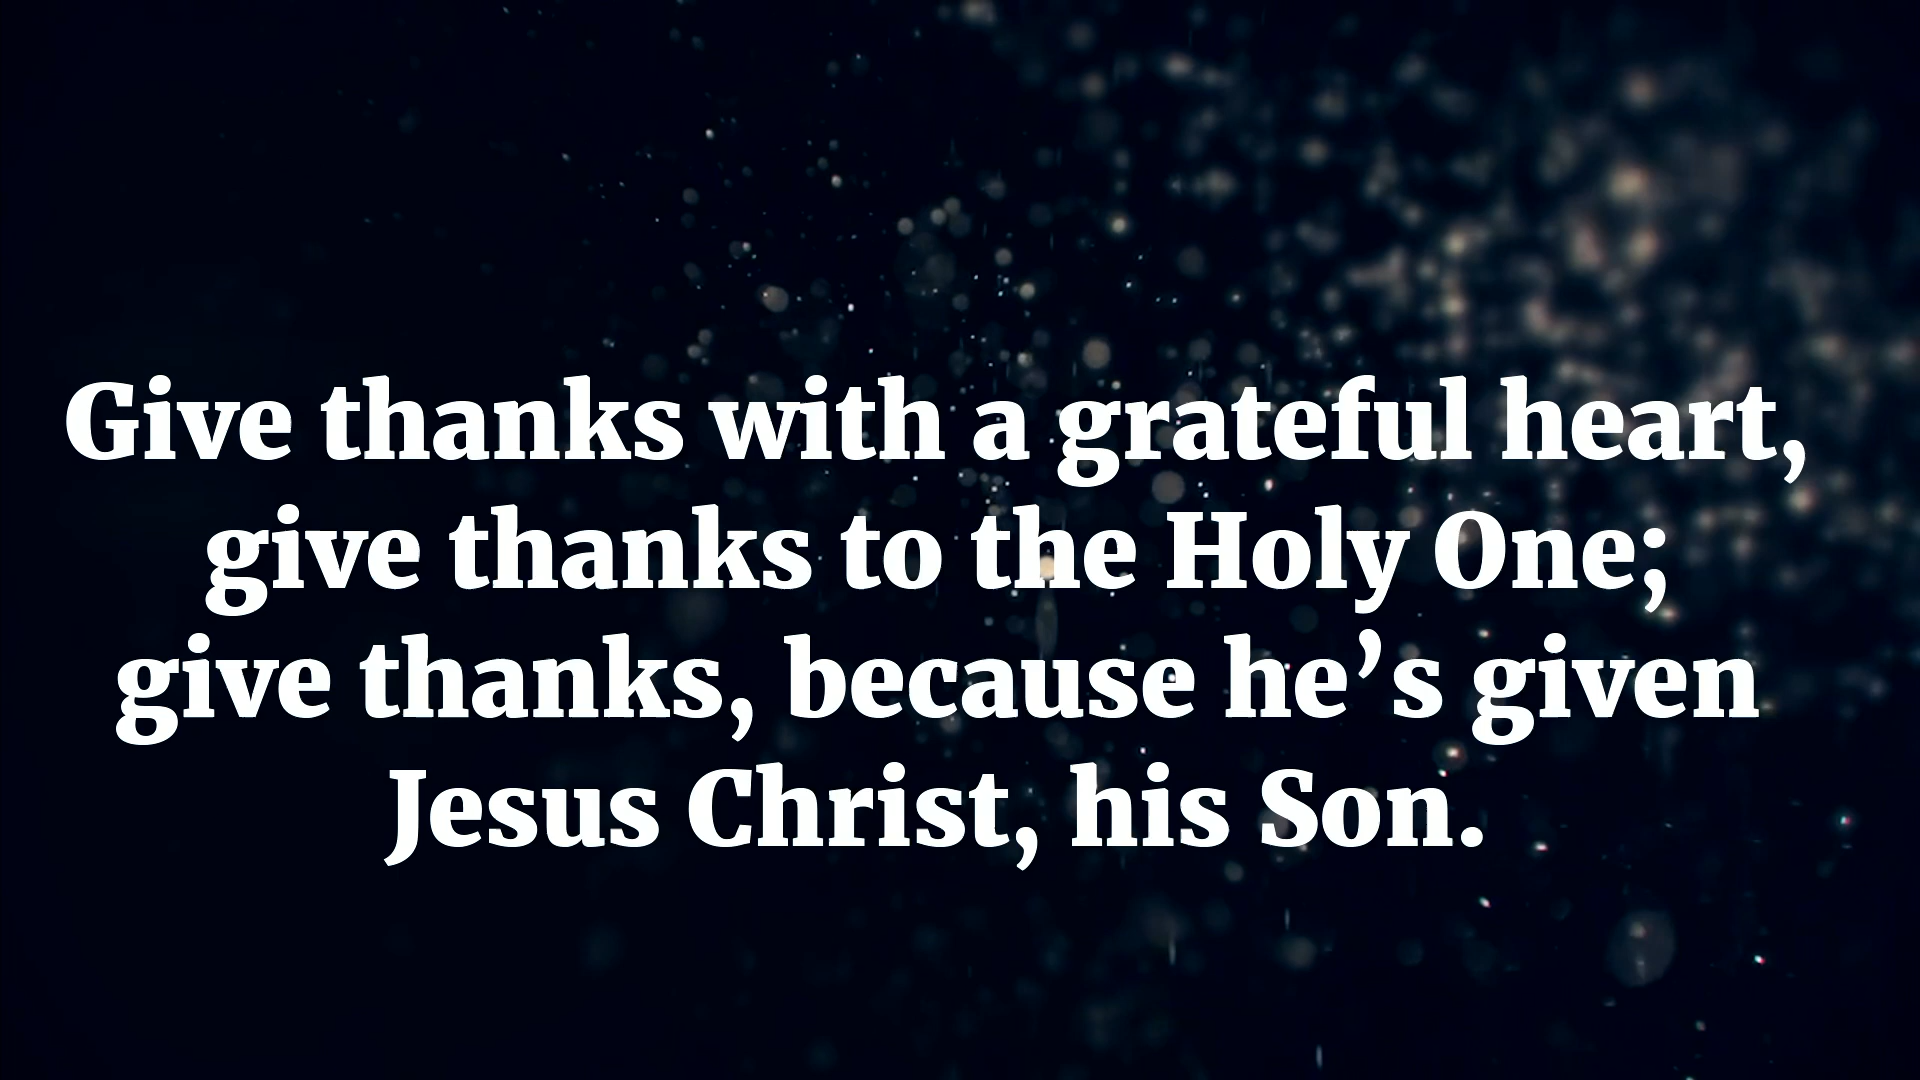 Give thanks with a grateful heart,
give thanks to the Holy One;
give thanks, because he’s given
Jesus Christ, his Son.